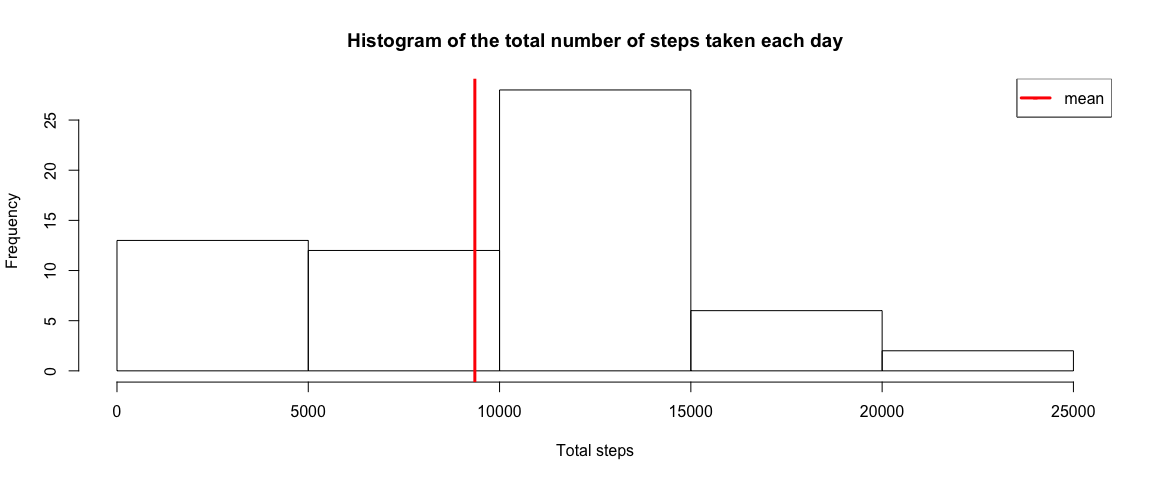 Histogram of the total number of steps taken each day
mean
Frequency
25
20
15
10
5
0
0 5000 10000 15000 20000 25000
Total steps